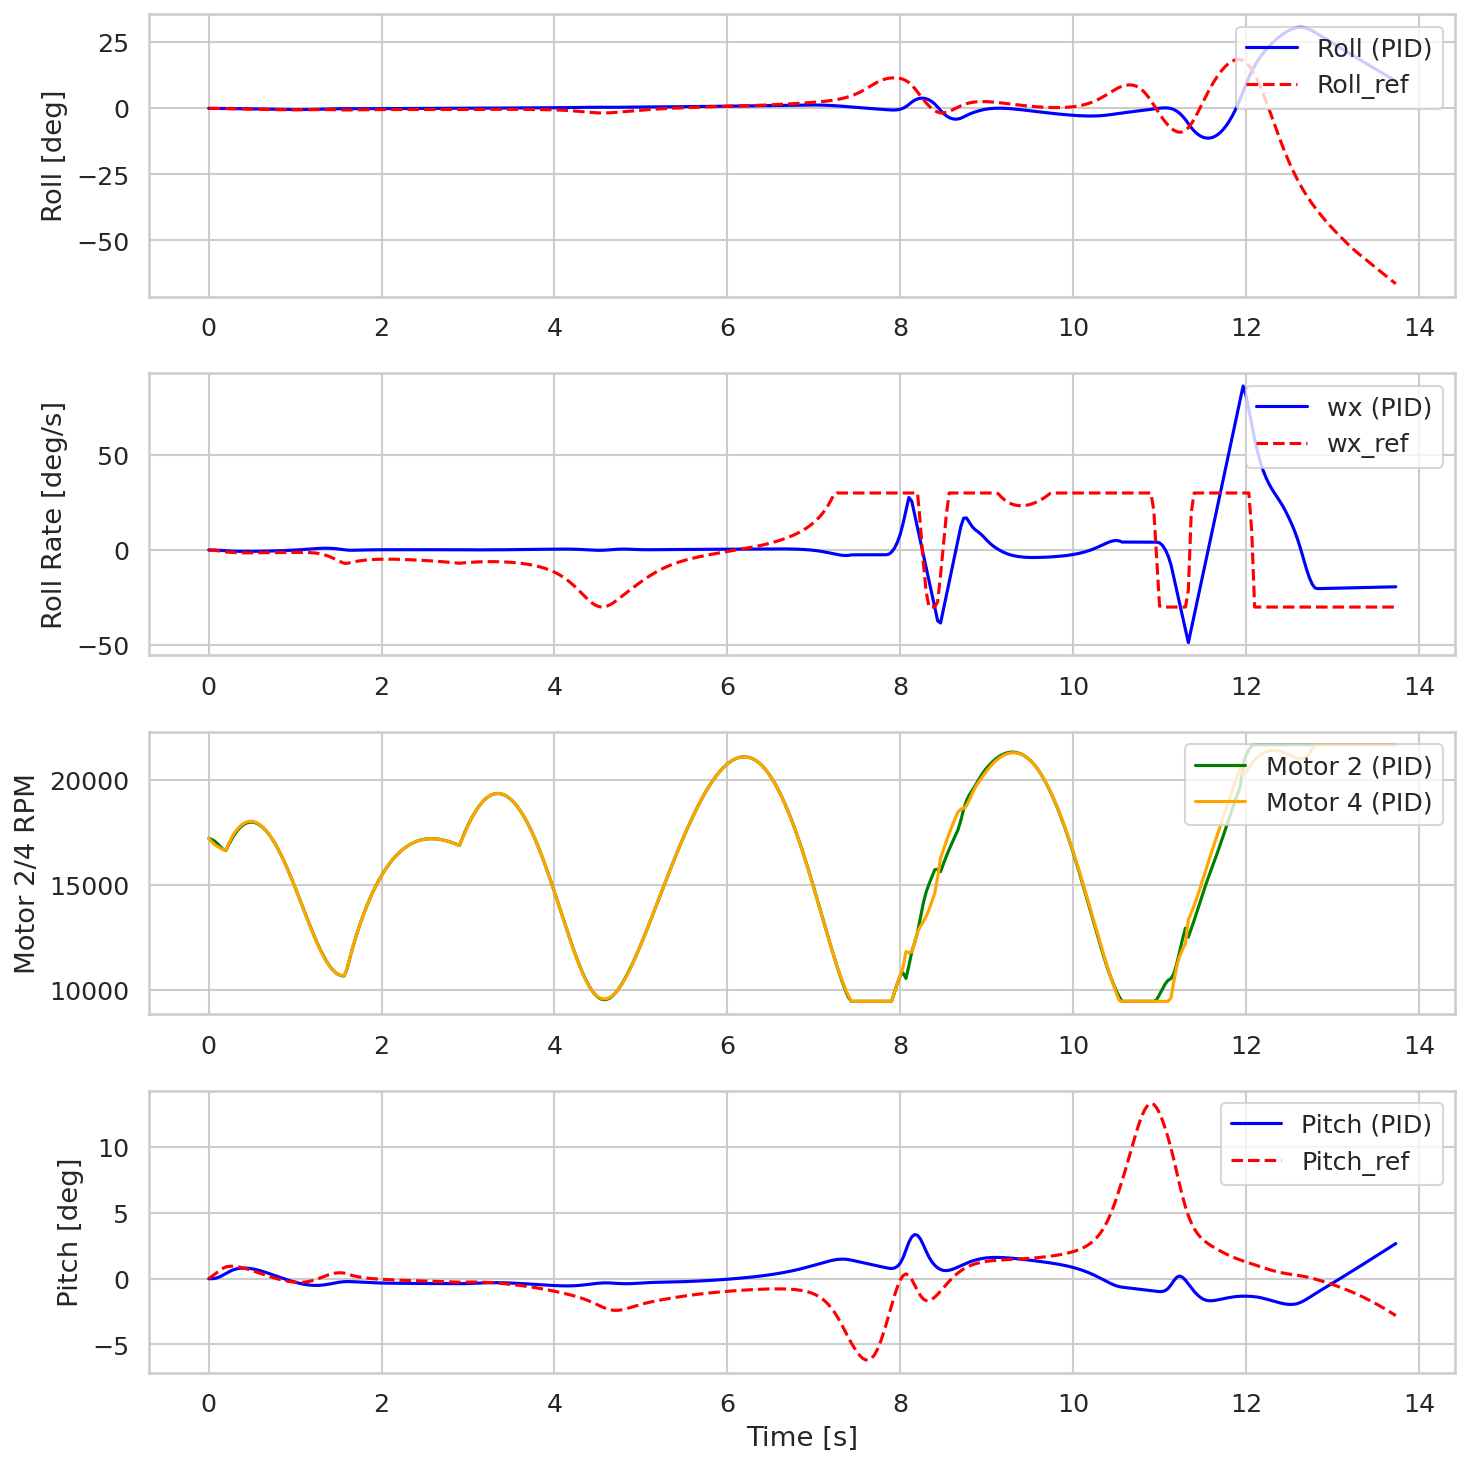 25
0
−25
−50
Roll [deg]
Roll (PID)
Roll_ref
0 2 4 6 8 10 12 14
50
0
−50
Roll Rate [deg/s]
wx (PID)
wx_ref
0 2 4 6 8 10 12 14
20000
15000
10000
Motor 2/4 RPM
Motor 2 (PID)
Motor 4 (PID)
0 2 4 6 8 10 12 14
10
5
0
−5
Pitch [deg]
Pitch (PID)
Pitch_ref
0 2 4 6 8 10 12 14
Time [s]